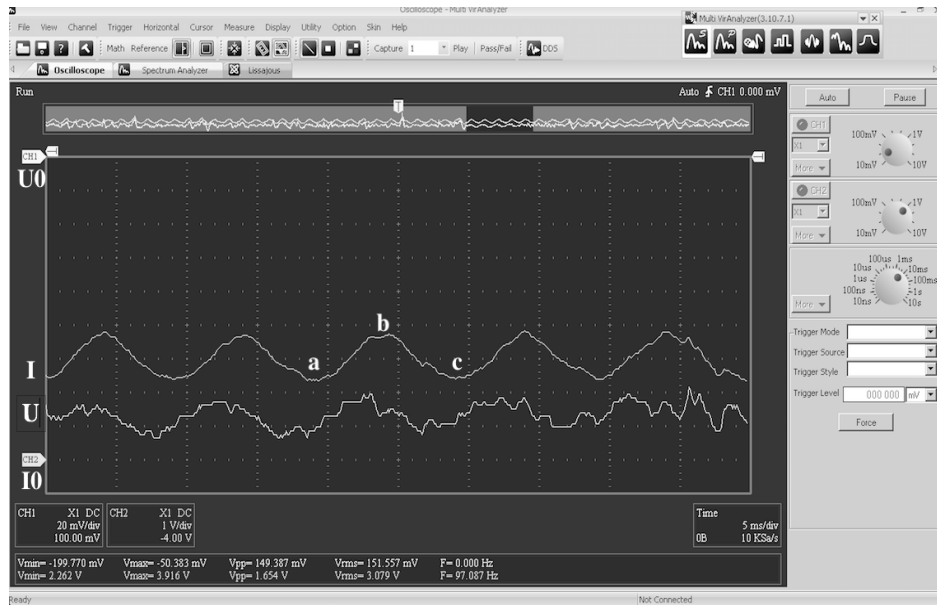 Oscilloscope - Multi VirAnalyzer
File View Channel Trigger Horizontal Cursor Measure Display Utility Option Skin Help
Multi VirAnalyzer(3.10.7.1)
Math Reference Capture 1 Play Pass/Fail DDS
Oscilloscope Spectrum Analyzer Lissajous
Run Auto CH1 0.000 mV
T
CH1
U0
b
a c
I
U
CH2
I0
CH1 X1 DC
20 mV/div
100.00 mV
CH2 X1 DC
1 V/div
-4.00 V
Time
5 ms/div
0B 10 KSa/s
Vmin= -199.770 mV Vmax= -50.383 mV Vpp= 149.387 mV Vrms= 151.557 mV F= 0.000 Hz
Vmin= 2.262 V Vmax= 3.916 V Vpp= 1.654 V Vrms= 3.079 V F= 97.087 Hz
Auto Pause
CH1
X1
More
100mV 1V
10mV 10V
CH2
X1
More
100mV 1V
10mV 10V
100us 1ms
10us 10ms
1us 100ms
100ns 1s
10ns 10s
More
Trigger Mode
Trigger Source
Trigger Style
Trigger Level 000 000 mV
Force
Ready Not Connected